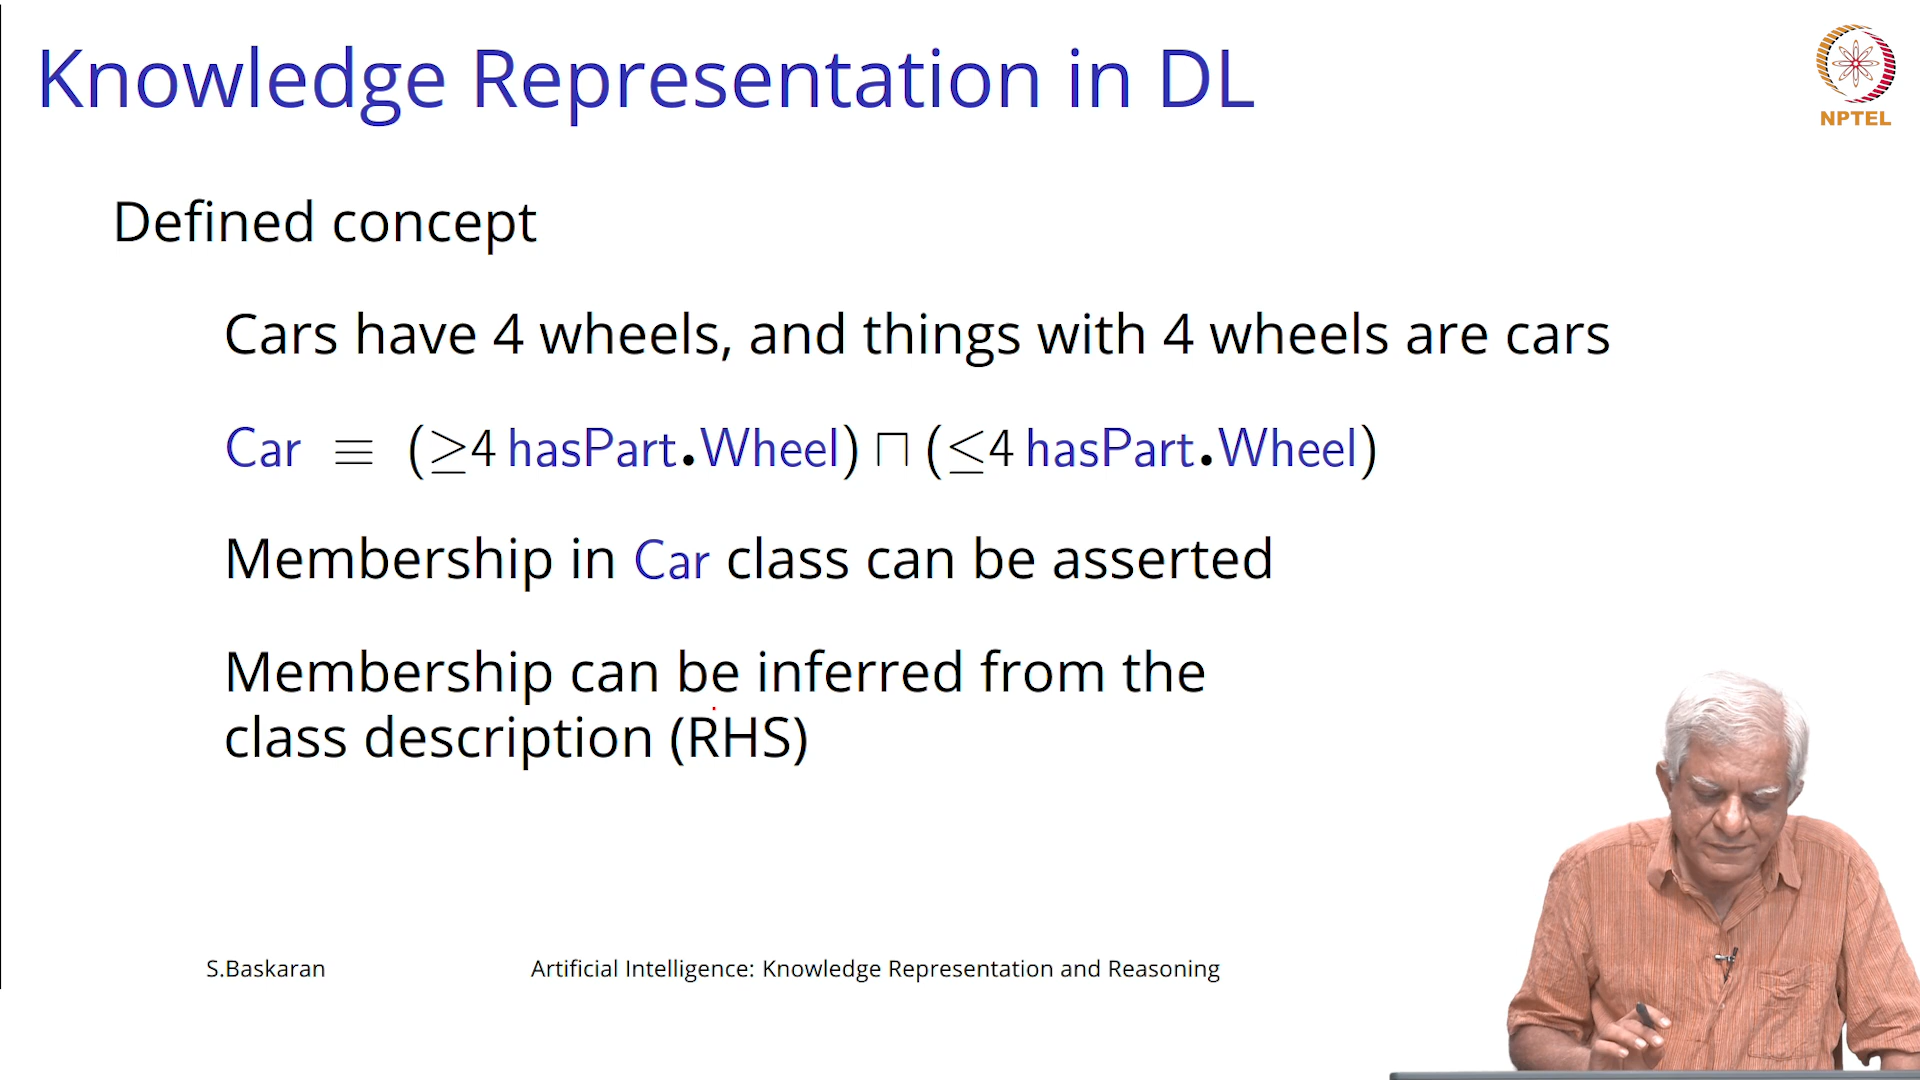 Knowledge Representation in DL
NPTEL
Defined concept
Cars have 4 wheels, and things with 4 wheels are cars
Car ≡ (≥4 hasPart.Wheel) ⊓ (≤4 hasPart.Wheel)
Membership in Car class can be asserted
Membership can be inferred from the
class description (RHS)
S.Baskaran
Artificial Intelligence: Knowledge Representation and Reasoning